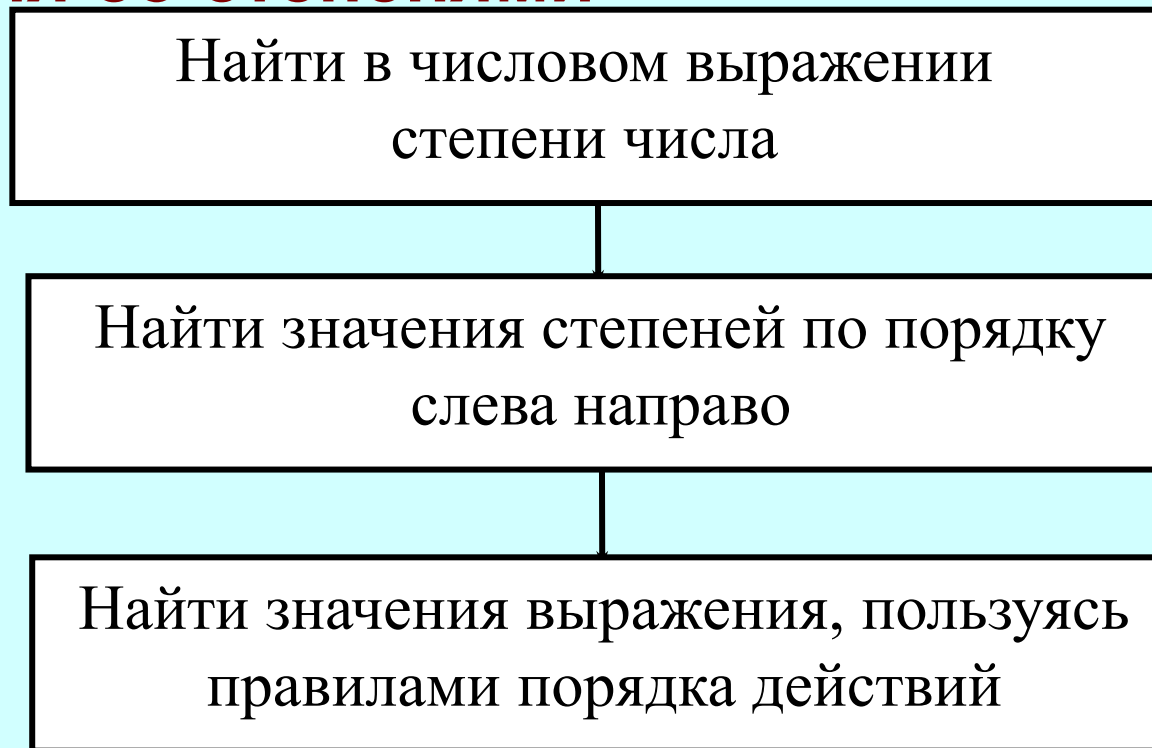 Найти в числовом выражении
степени числа
Найти значения степеней по порядку
слева направо
Найти значения выражения, пользуясь
правилами порядка действий